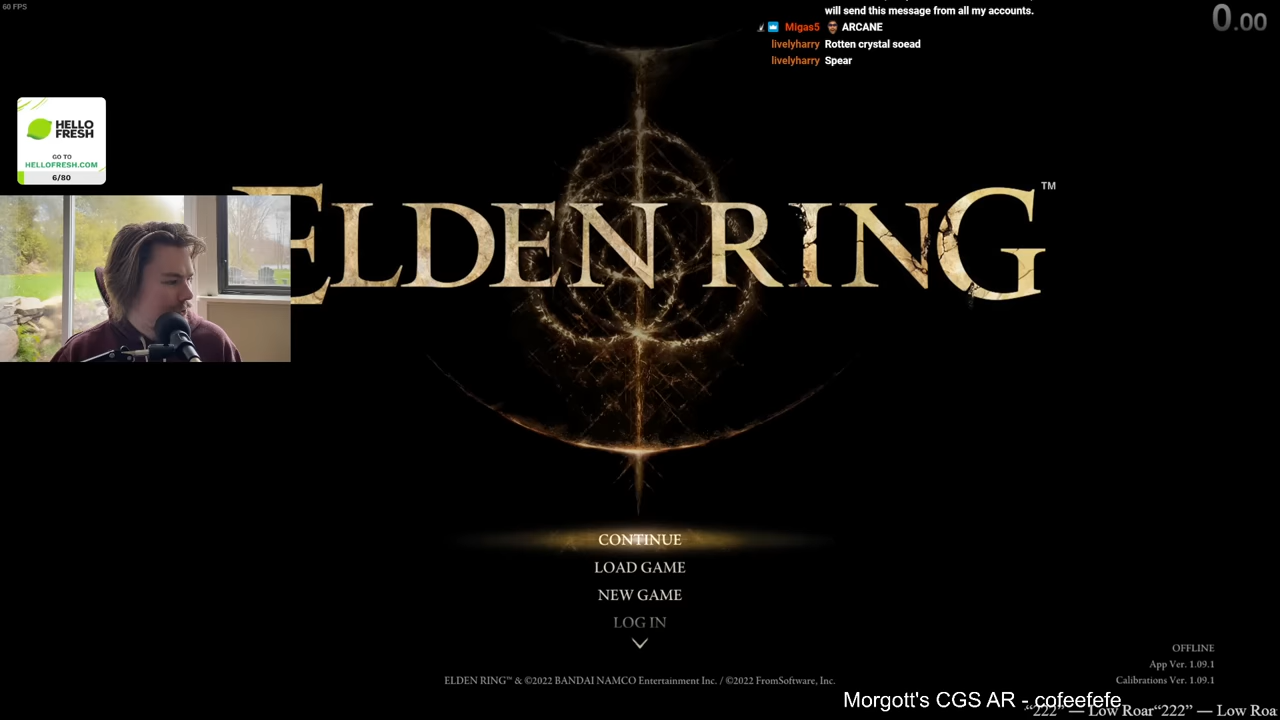 60 FPS
will send this message from all my accounts.
0.00
Migas5 ARCANE
livelyharry Rotten crystal soead
livelyharry Spear
HELLO
FRESH
GO TO
HELLOFRESH.COM
6/80
ELDEN RING™
CONTINUE
LOAD GAME
NEW GAME
LOG IN
OFFLINE
App Ver. 1.09.1
Calibrations Ver. 1.09.1
ELDEN RING™ & ©2022 BANDAI NAMCO Entertainment Inc. / ©2022 FromSoftware, Inc.
Morgott's CGS AR - cofeefefe
“222” — Low Roar“222” — Low Roa